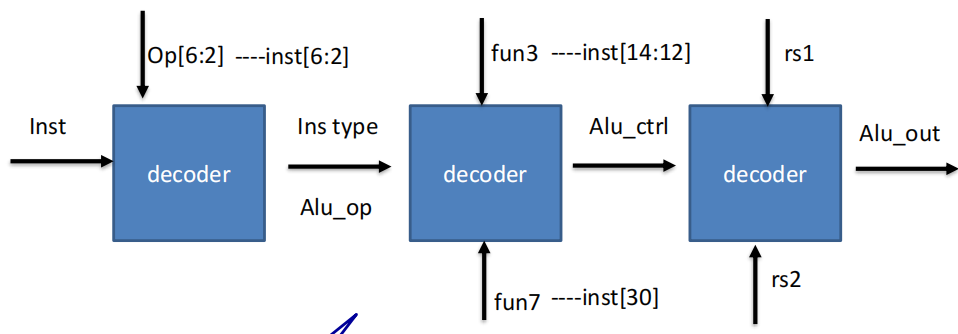 Op[6:2] ----inst[6:2]
fun3 ----inst[14:12]
rs1
Inst
Ins type
Alu_ctrl
Alu_out
decoder
decoder
decoder
Alu_op
fun7 ----inst[30]
rs2